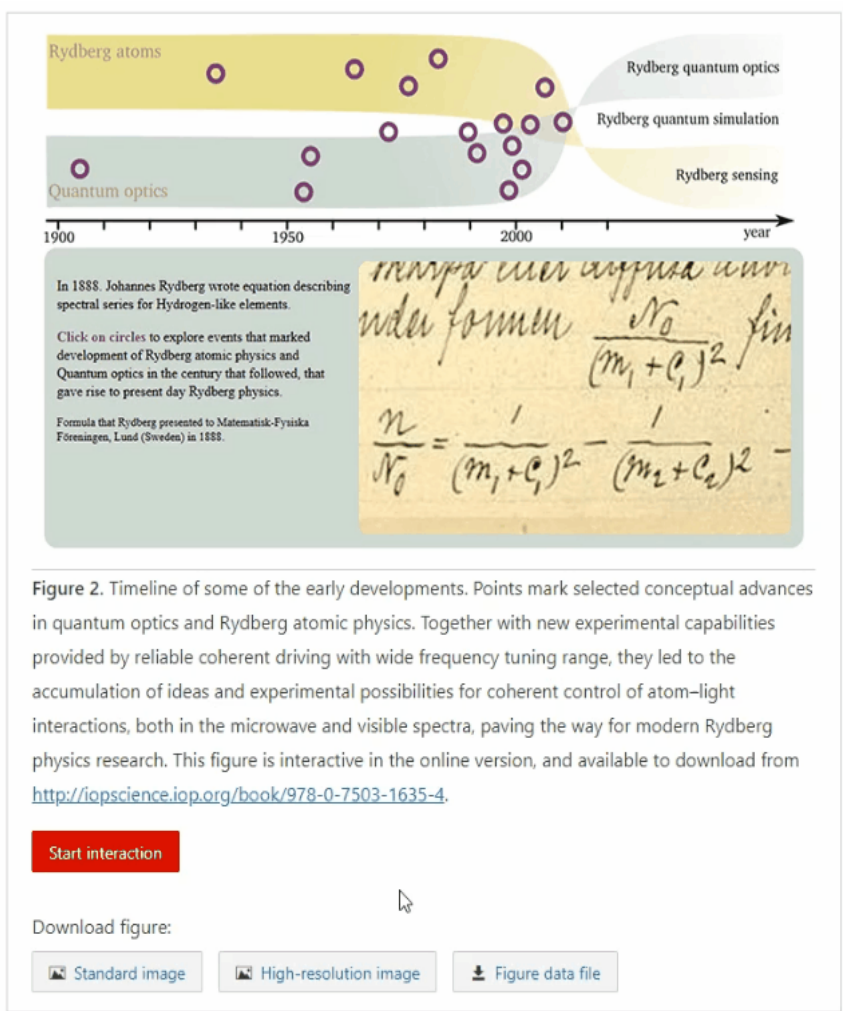 Rydberg atoms
Rydberg quantum optics
Rydberg quantum simulation
Quantum optics
Rydberg sensing
1900 1950 2000 year
In 1888. Johannes Rydberg wrote equation describing
spectral series for Hydrogen-like elements.
Click on circles to explore events that marked
development of Rydberg atomic physics and
Quantum optics in the century that followed, that
gave rise to present day Rydberg physics.
Formula that Rydberg presented to Matematisk-Fysiska
Föreningen, Lund (Sweden) in 1888.
formen N₀/(m₁+C₁)²
n/N₀ = 1/(m₁+C₁)² − 1/(m₂+C₂)² −
Figure 2. Timeline of some of the early developments. Points mark selected conceptual advances
in quantum optics and Rydberg atomic physics. Together with new experimental capabilities
provided by reliable coherent driving with wide frequency tuning range, they led to the
accumulation of ideas and experimental possibilities for coherent control of atom–light
interactions, both in the microwave and visible spectra, paving the way for modern Rydberg
physics research. This figure is interactive in the online version, and available to download from
http://iopscience.iop.org/book/978-0-7503-1635-4.
Start interaction
Download figure:
Standard image High-resolution image Figure data file